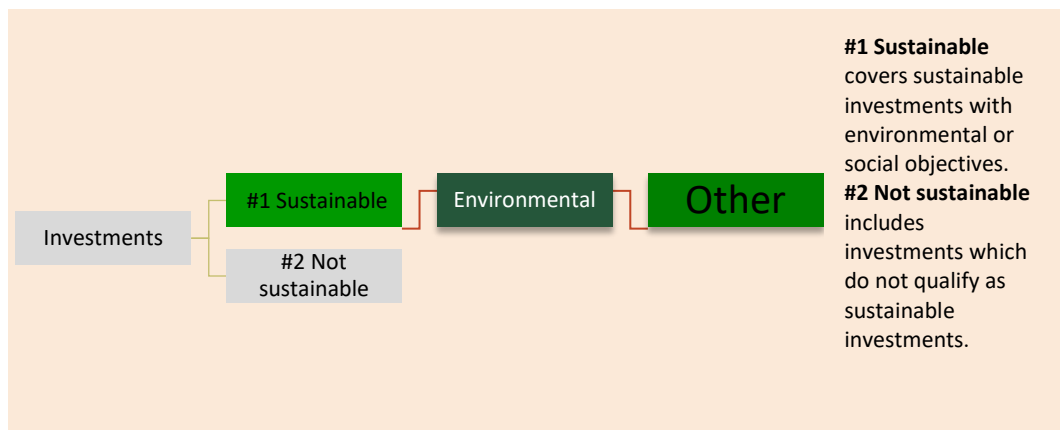 Investments
#1 Sustainable
#2 Not
sustainable
Environmental
Other
#1 Sustainable
covers sustainable
investments with
environmental or
social objectives.
#2 Not sustainable
includes
investments which
do not qualify as
sustainable
investments.